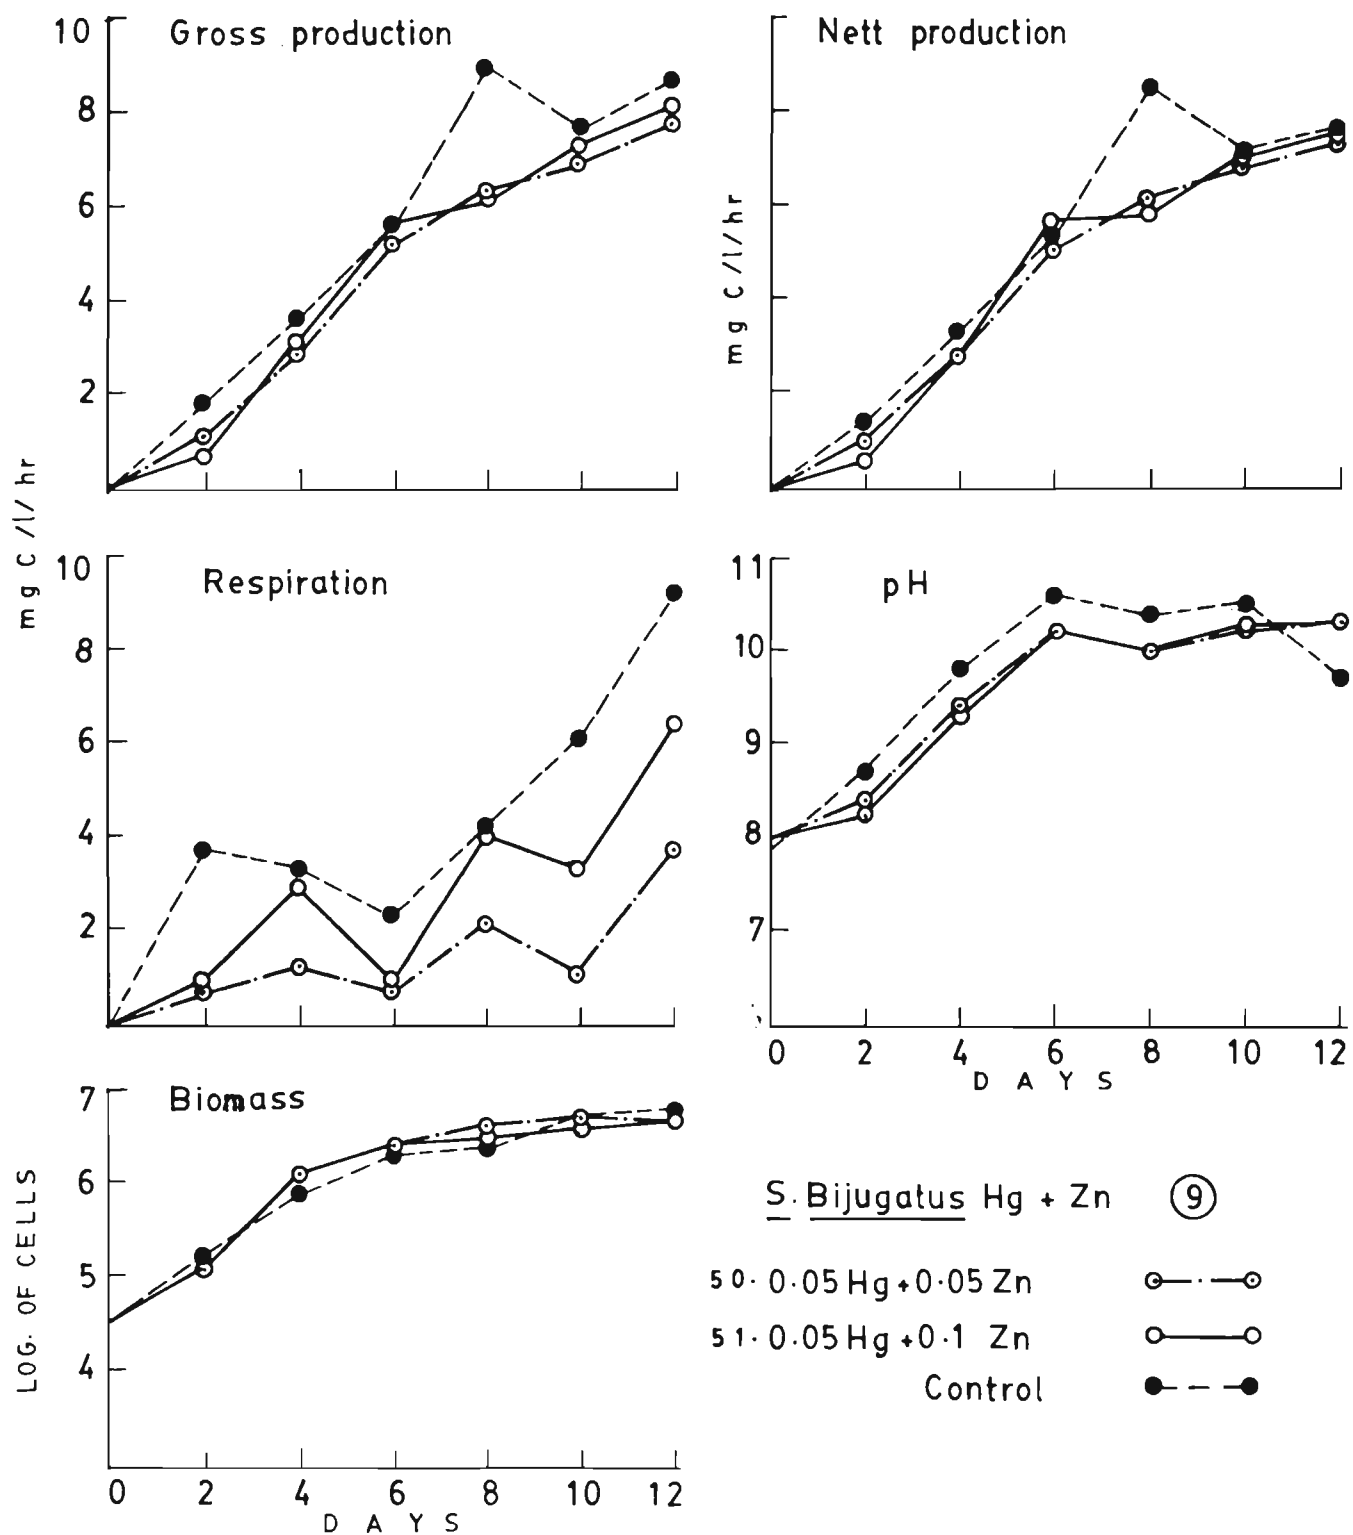 Gross production
10
8
6
4
2
mg C/l/hr
Nett production
mg C/l/hr
Respiration
10
8
6
4
2
pH
11
10
9
8
7
0 2 4 6 8 10 12
DAYS
Biomass
7
6
5
4
LOG. OF CELLS
0 2 4 6 8 10 12
DAYS
S. Bijugatus Hg + Zn 9
50. 0.05 Hg + 0.05 Zn
51. 0.05 Hg + 0.1 Zn
Control